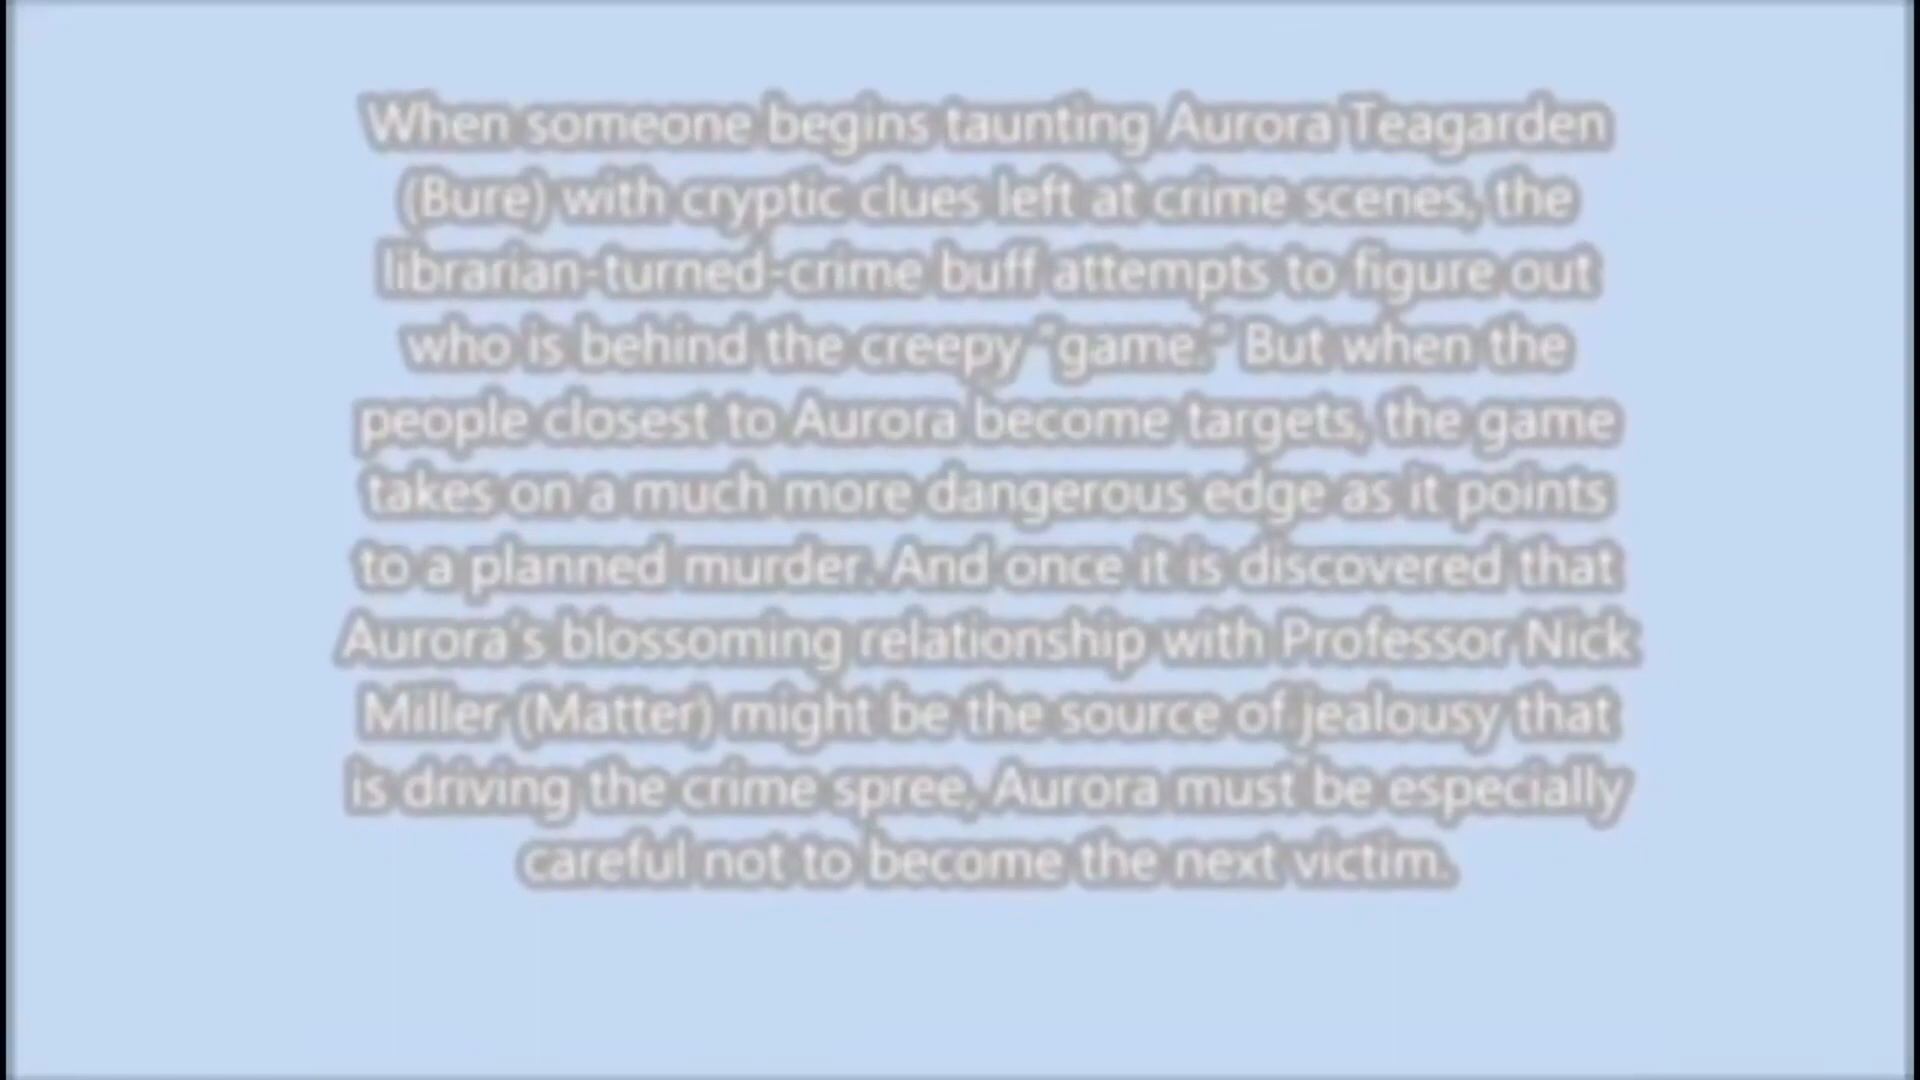 When someone begins taunting Aurora Teagarden
(Bure) with cryptic clues left at crime scenes, the
librarian-turned-crime buff attempts to figure out
who is behind the creepy "game." But when the
people closest to Aurora become targets, the game
takes on a much more dangerous edge as it points
to a planned murder. And once it is discovered that
Aurora's blossoming relationship with Professor Nick
Miller (Matter) might be the source of jealousy that
is driving the crime spree, Aurora must be especially
careful not to become the next victim.